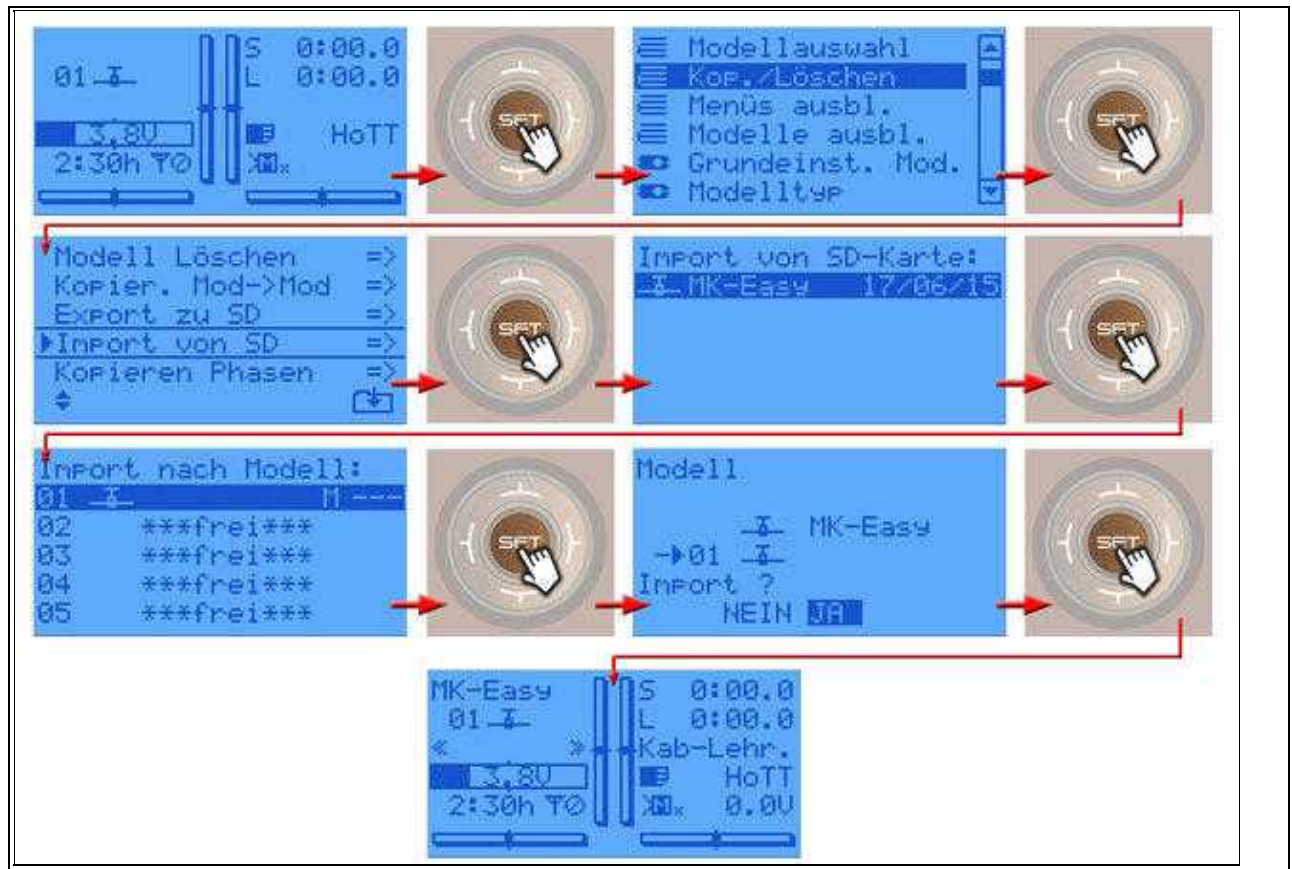 S 0:00.0
01 L 0:00.0
3,8V HoTT
2:30h M x
SET
Modellauswahl
Kop./Löschen
Menüs ausbl.
Modelle ausbl.
Grundeinst. Mod.
Modelltyp
SET
Modell Löschen =>
Kopier. Mod->Mod =>
Export zu SD =>
Import von SD =>
Kopieren Phasen =>
SET
Import von SD-Karte:
MK-Easy 17/06/15
SET
Import nach Modell:
01 M ---
02 ***frei***
03 ***frei***
04 ***frei***
05 ***frei***
SET
Modell
MK-Easy
01
Import ?
NEIN JA
SET
MK-Easy S 0:00.0
01 L 0:00.0
« » Kab-Lehr.
3,8V HoTT
2:30h M x 0.0V